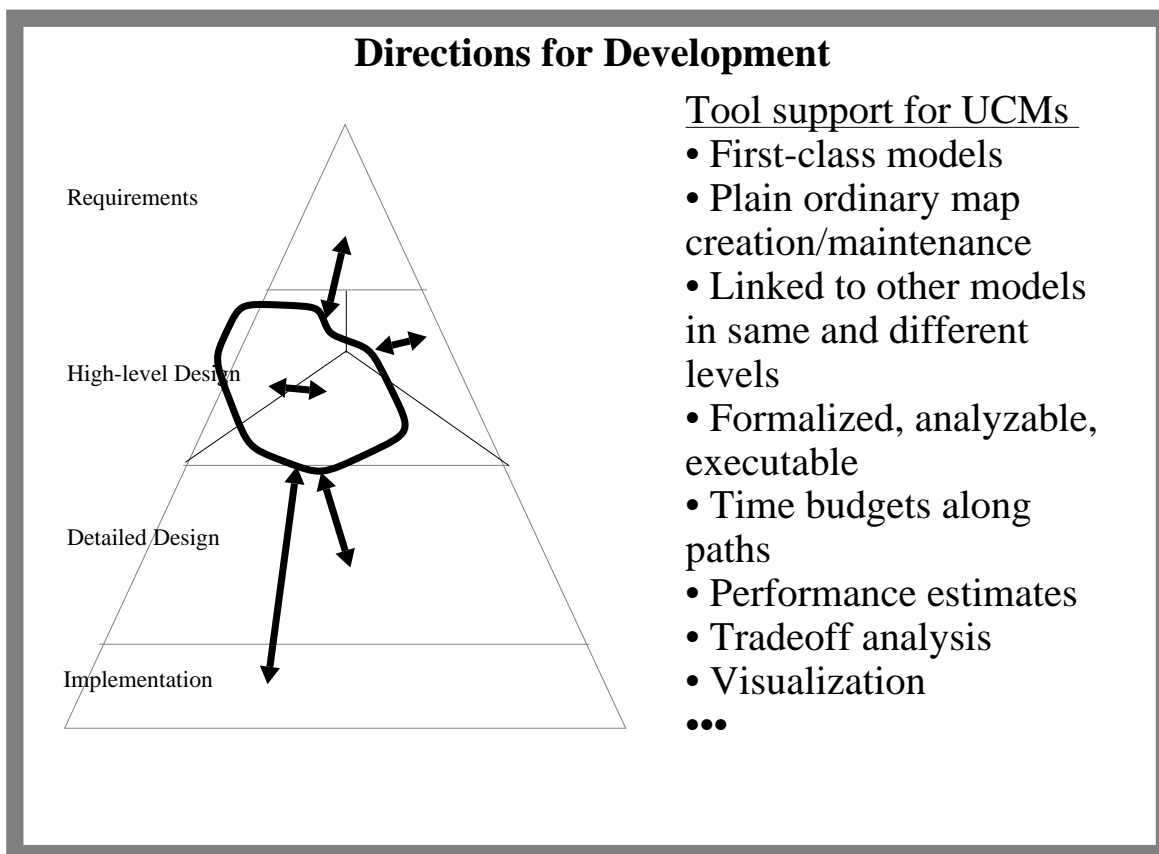 Directions for Development
Requirements
High-level Design
Detailed Design
Implementation
Tool support for UCMs
• First-class models
• Plain ordinary map
creation/maintenance
• Linked to other models
in same and different
levels
• Formalized, analyzable,
executable
• Time budgets along
paths
• Performance estimates
• Tradeoff analysis
• Visualization
•••